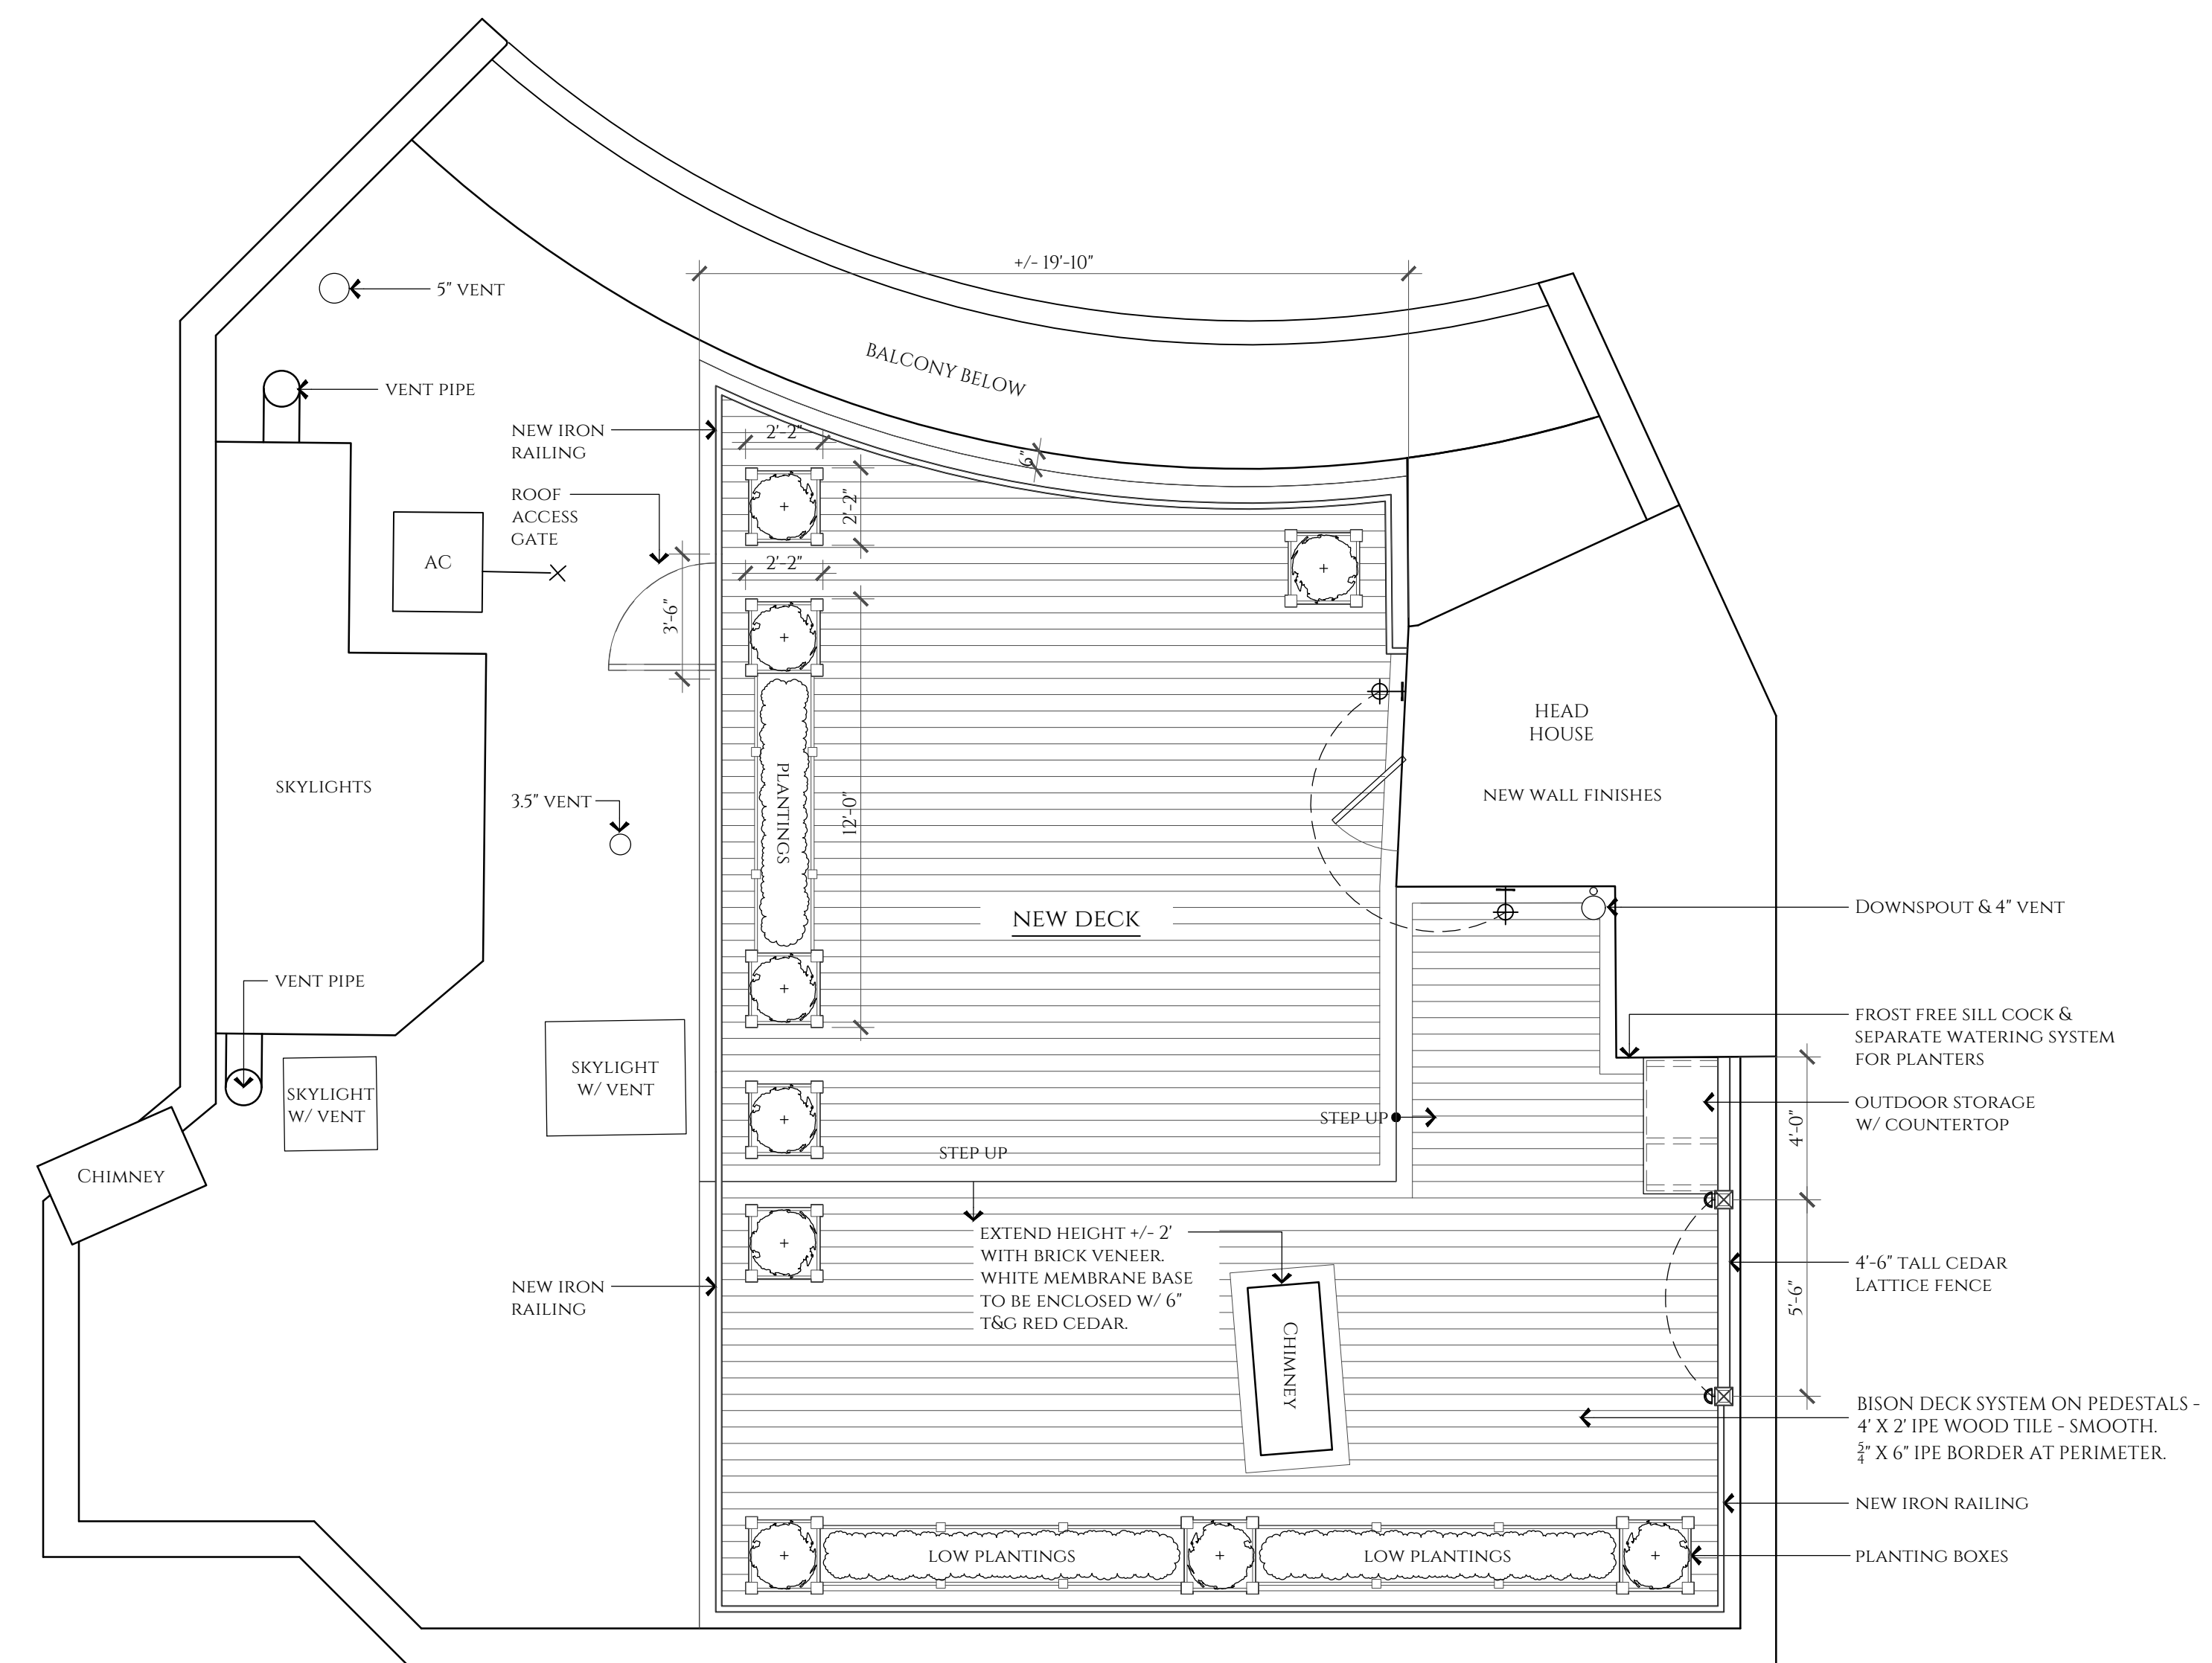 +/- 19'-10"
5" VENT
BALCONY BELOW
VENT PIPE
NEW IRON
RAILING
2'-2"
6"
ROOF
ACCESS
GATE
2'-2"
AC
2'-2"
3'-6"
HEAD
HOUSE
SKYLIGHTS
PLANTINGS
12'-0"
NEW WALL FINISHES
3.5" VENT
NEW DECK
DOWNSPOUT & 4" VENT
VENT PIPE
FROST FREE SILL COCK &
SEPARATE WATERING SYSTEM
FOR PLANTERS
SKYLIGHT
W/ VENT
SKYLIGHT
W/ VENT
STEP UP
OUTDOOR STORAGE
W/ COUNTERTOP
4'-0"
STEP UP
CHIMNEY
EXTEND HEIGHT +/- 2'
WITH BRICK VENEER.
WHITE MEMBRANE BASE
TO BE ENCLOSED W/ 6"
T&G RED CEDAR.
NEW IRON
RAILING
4'-6" TALL CEDAR
LATTICE FENCE
5'-6"
CHIMNEY
BISON DECK SYSTEM ON PEDESTALS -
4' X 2' IPE WOOD TILE - SMOOTH.
5/4" X 6" IPE BORDER AT PERIMETER.
NEW IRON RAILING
LOW PLANTINGS
LOW PLANTINGS
PLANTING BOXES